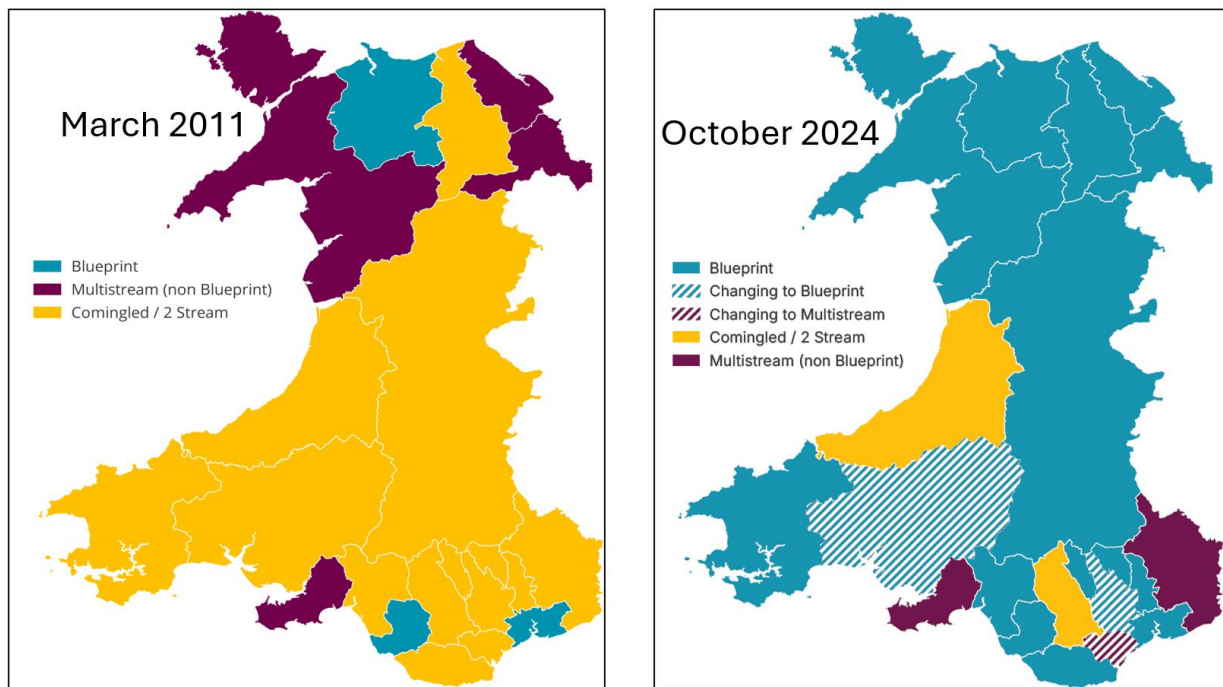 March 2011
Blueprint
Multistream (non Blueprint)
Comingled / 2 Stream
October 2024
Blueprint
Changing to Blueprint
Changing to Multistream
Comingled / 2 Stream
Multistream (non Blueprint)